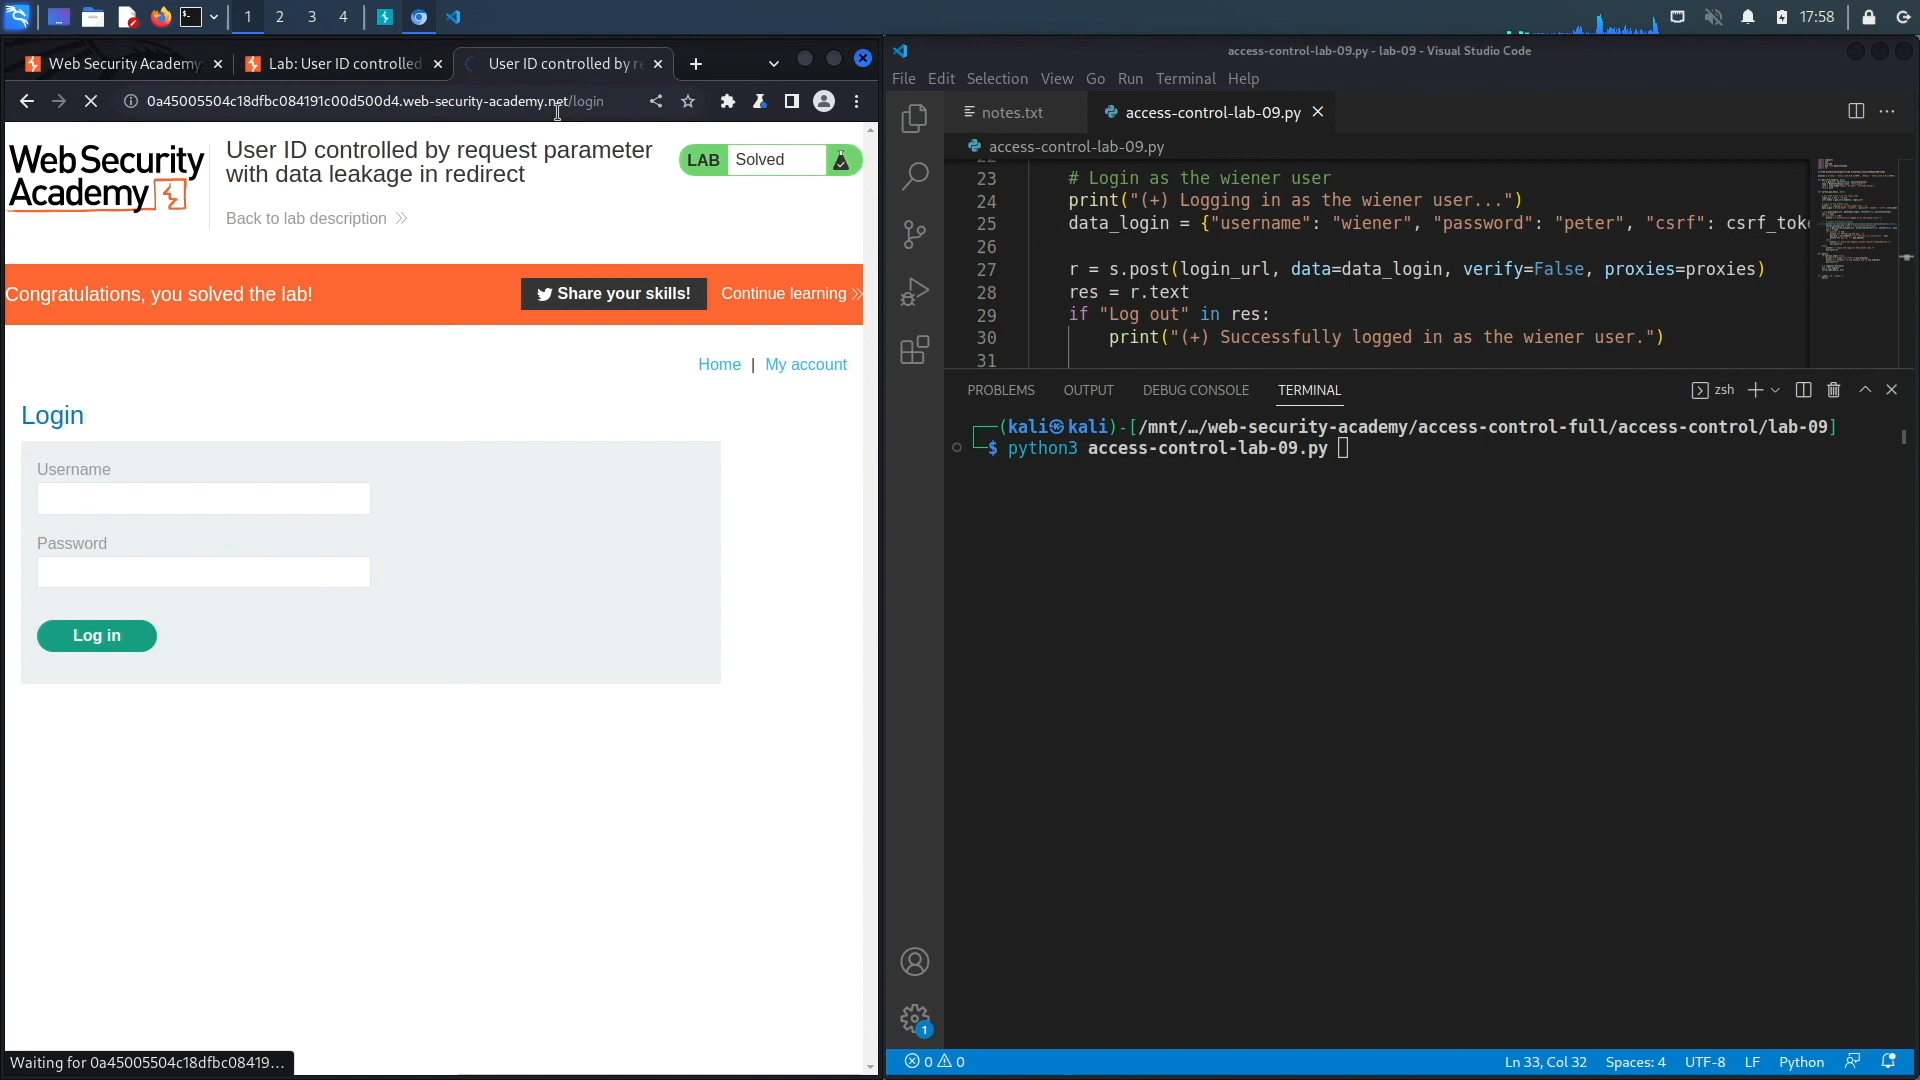 1 2 3 4 17:58
Web Security Academy Lab: User ID controlled User ID controlled by re
0a45005504c18dfbc084191c00d500d4.web-security-academy.net/login
Web Security
Academy
User ID controlled by request parameter
with data leakage in redirect
LAB Solved
Back to lab description
Congratulations, you solved the lab!
Share your skills!
Continue learning
Home | My account
Login
Username
Password
Log in
Waiting for 0a45005504c18dfbc08419...
access-control-lab-09.py - lab-09 - Visual Studio Code
File Edit Selection View Go Run Terminal Help
notes.txt access-control-lab-09.py
access-control-lab-09.py
23 # Login as the wiener user
24 print("(+) Logging in as the wiener user...")
25 data_login = {"username": "wiener", "password": "peter", "csrf": csrf_tok
26
27 r = s.post(login_url, data=data_login, verify=False, proxies=proxies)
28 res = r.text
29 if "Log out" in res:
30 print("(+) Successfully logged in as the wiener user.")
31
PROBLEMS OUTPUT DEBUG CONSOLE TERMINAL zsh
(kali㉿kali)-[/mnt/…/web-security-academy/access-control-full/access-control/lab-09]
$ python3 access-control-lab-09.py
1
0 0 Ln 33, Col 32 Spaces: 4 UTF-8 LF Python